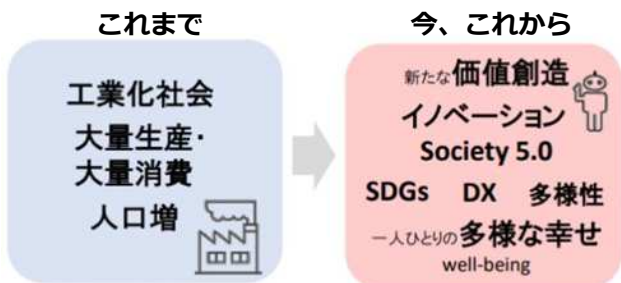 これまで
工業化社会
大量生産・
大量消費
人口増
今、これから
新たな価値創造
イノベーション
Society 5.0
SDGs DX 多様性
一人ひとりの多様な幸せ
well-being